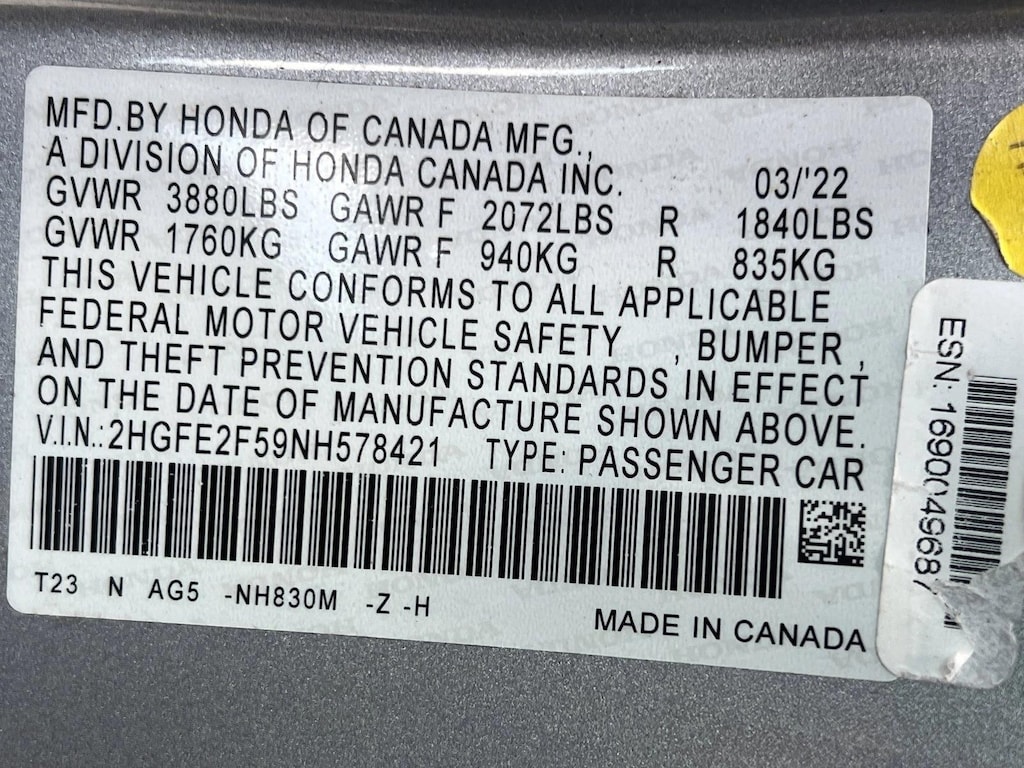 MFD.BY HONDA OF CANADA MFG.,
A DIVISION OF HONDA CANADA INC. 03/'22
GVWR 3880LBS GAWR F 2072LBS R 1840LBS
GVWR 1760KG GAWR F 940KG R 835KG
THIS VEHICLE CONFORMS TO ALL APPLICABLE
FEDERAL MOTOR VEHICLE SAFETY , BUMPER ,
AND THEFT PREVENTION STANDARDS IN EFFECT
ON THE DATE OF MANUFACTURE SHOWN ABOVE.
V.I.N.:2HGFE2F59NH578421 TYPE: PASSENGER CAR
T23 N AG5 -NH830M -Z -H
MADE IN CANADA
ESN: 1690049687